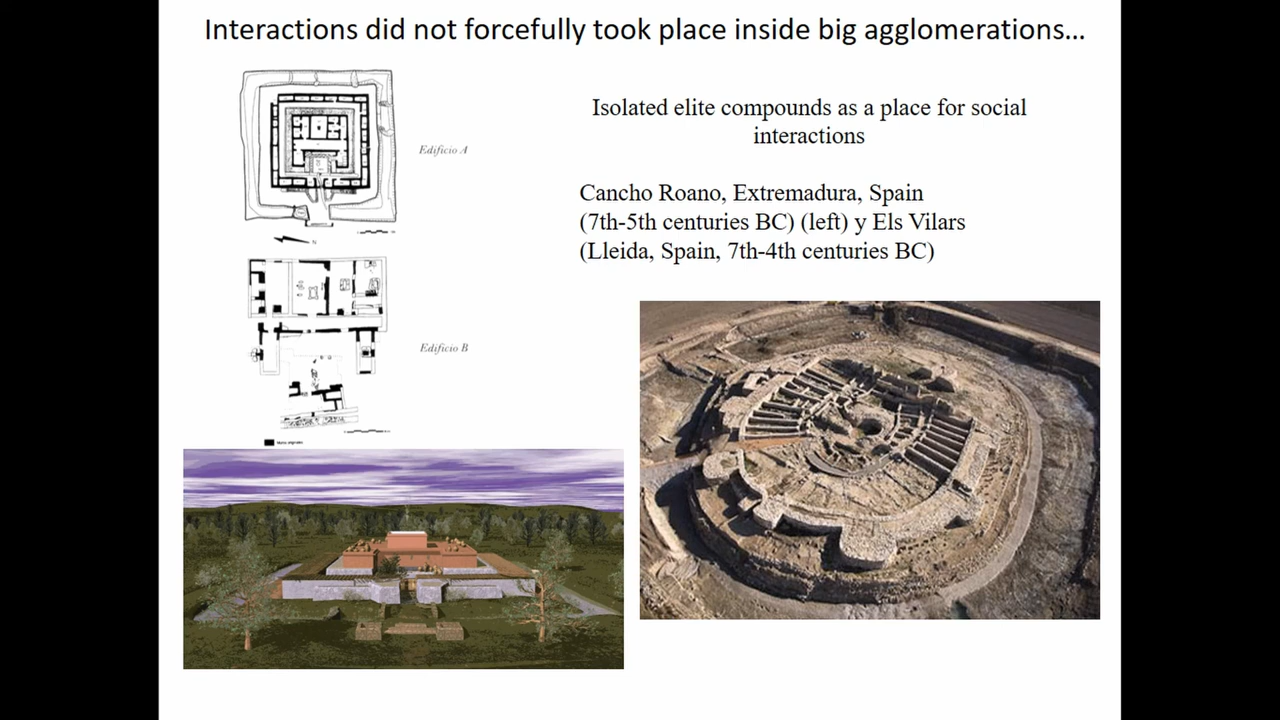 Interactions did not forcefully took place inside big agglomerations...
Edificio A
N
Edificio B
Isolated elite compounds as a place for social
interactions
Cancho Roano, Extremadura, Spain
(7th-5th centuries BC) (left) y Els Vilars
(Lleida, Spain, 7th-4th centuries BC)